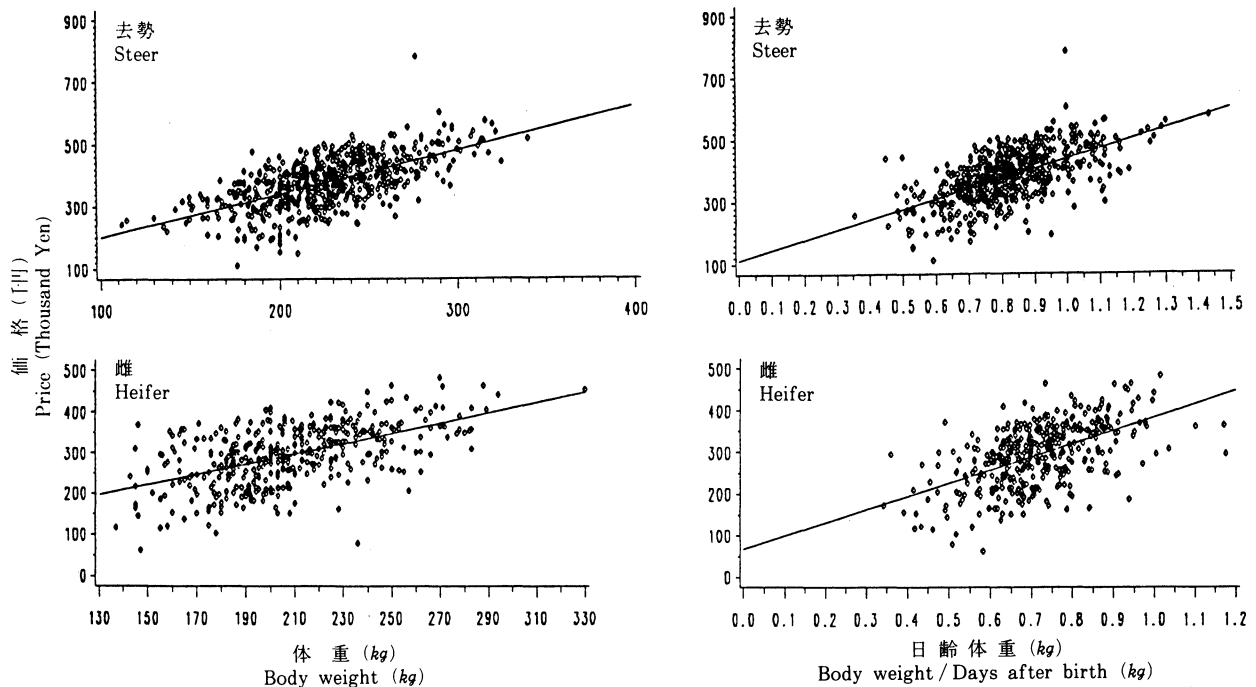 価格(千円)
Price (Thousand Yen)
去勢
Steer
900
700
500
300
100
100 200 300 400
去勢
Steer
900
700
500
300
100
0.0 0.1 0.2 0.3 0.4 0.5 0.6 0.7 0.8 0.9 1.0 1.1 1.2 1.3 1.4 1.5
雌
Heifer
500
400
300
200
100
0
130 150 170 190 210 230 250 270 290 310 330
体重 (kg)
Body weight (kg)
雌
Heifer
500
400
300
200
100
0
0.0 0.1 0.2 0.3 0.4 0.5 0.6 0.7 0.8 0.9 1.0 1.1 1.2
日齢体重 (kg)
Body weight / Days after birth (kg)